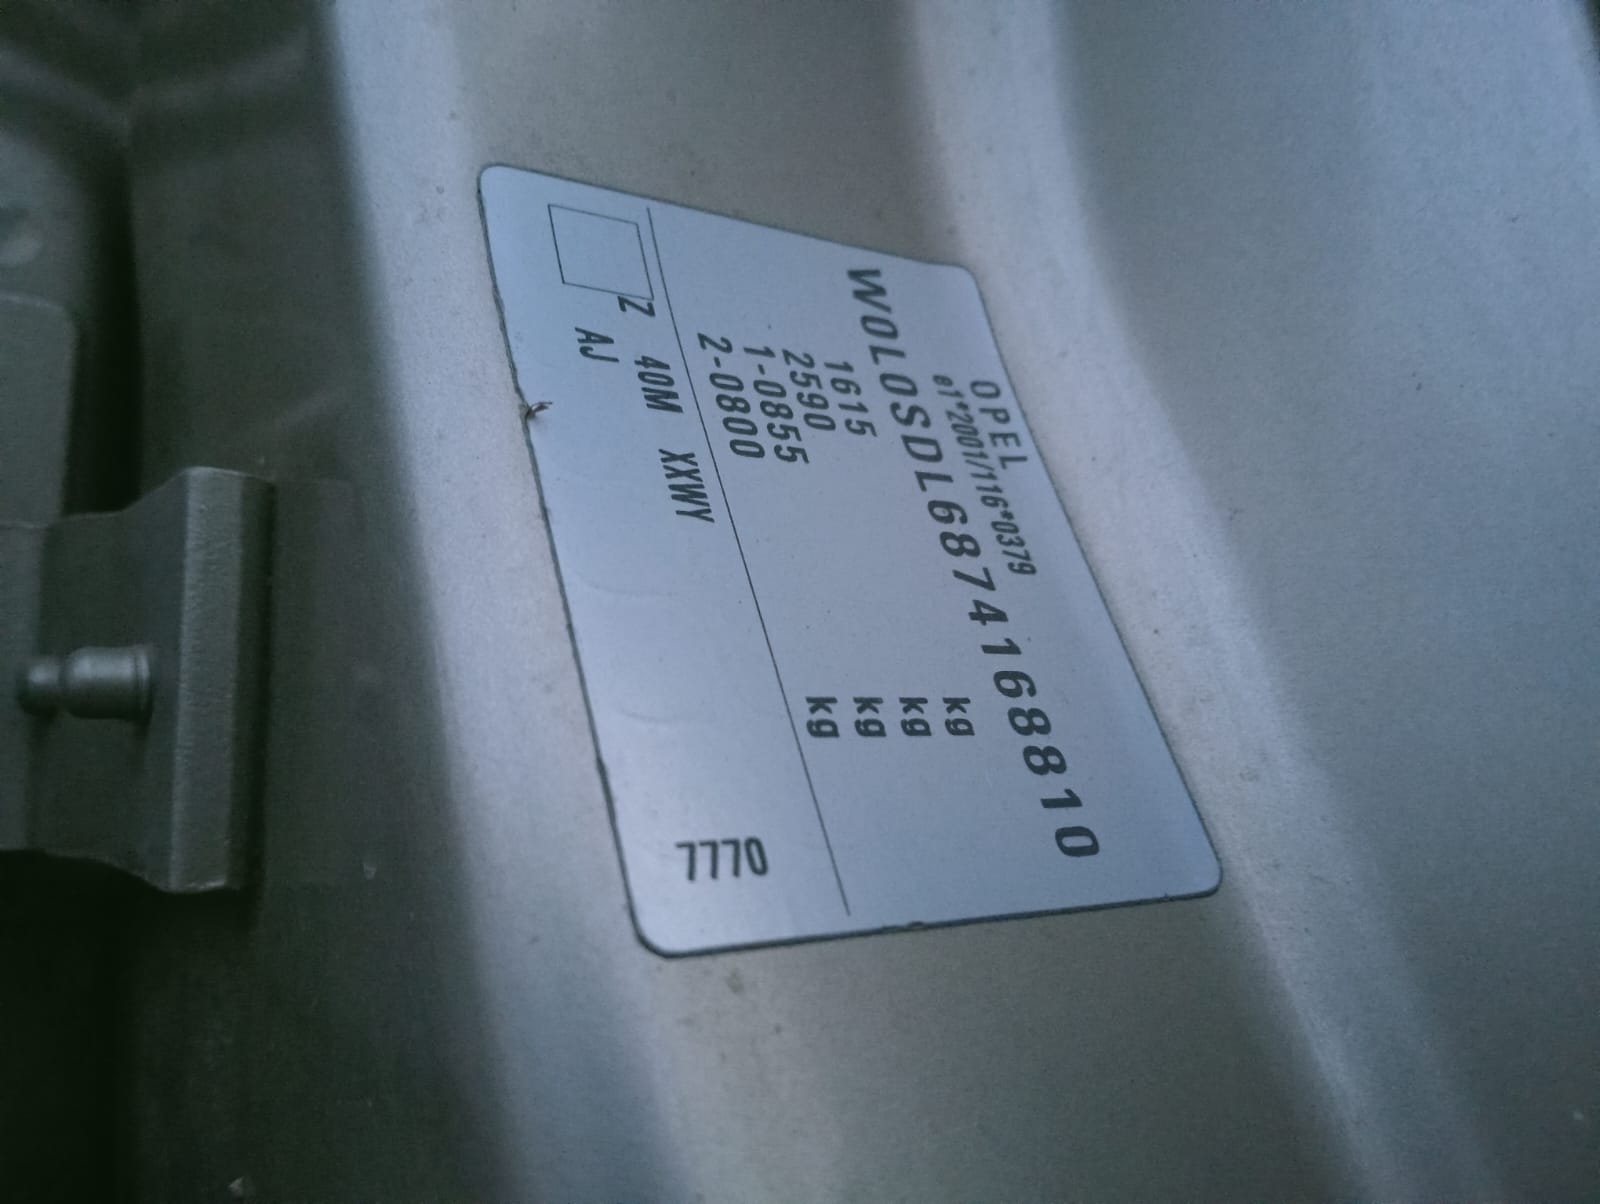 OPEL
e1*2001/116*0379
W0L0SDL6874168810
1615 kg
2590 kg
1-0855 kg
2-0800 kg
Z 40M XXWY 7770
AJ